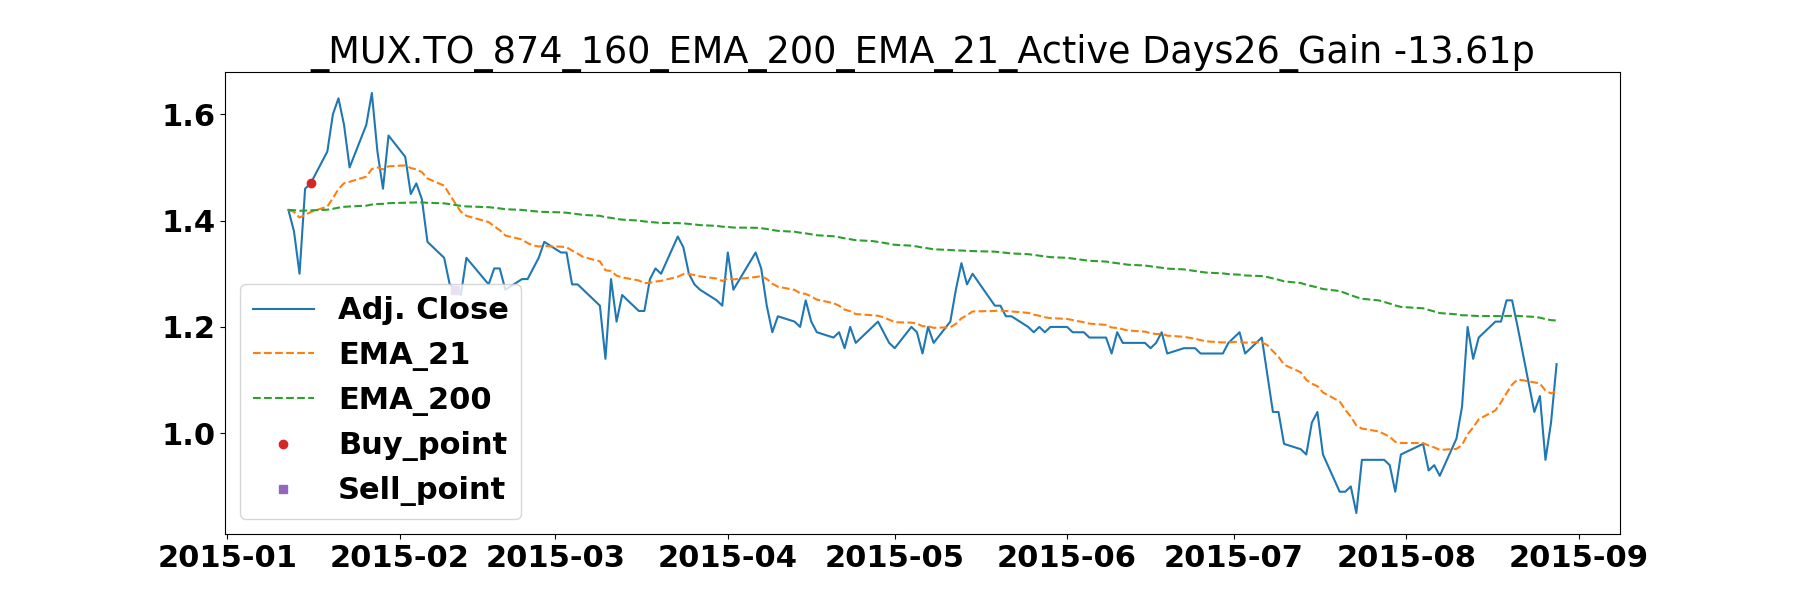 _MUX.TO_874_160_EMA_200_EMA_21_Active Days26_Gain -13.61p
1.6
1.4
1.2
1.0
Adj. Close
EMA_21
EMA_200
Buy_point
Sell_point
2015-01 2015-02 2015-03 2015-04 2015-05 2015-06 2015-07 2015-08 2015-09